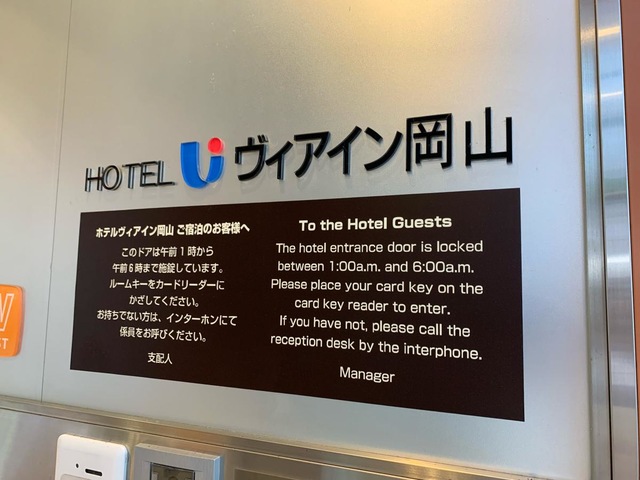 HOTEL Vi ヴィアイン岡山
ホテルヴィアイン岡山 ご宿泊のお客様へ
このドアは午前1時から
午前6時まで施錠しています。
ルームキーをカードリーダーに
かざしてください。
お持ちでない方は、インターホンにて
係員をお呼びください。
支配人
To the Hotel Guests
The hotel entrance door is locked
between 1:00a.m. and 6:00a.m.
Please place your card key on the
card key reader to enter.
If you have not, please call the
reception desk by the interphone.
Manager